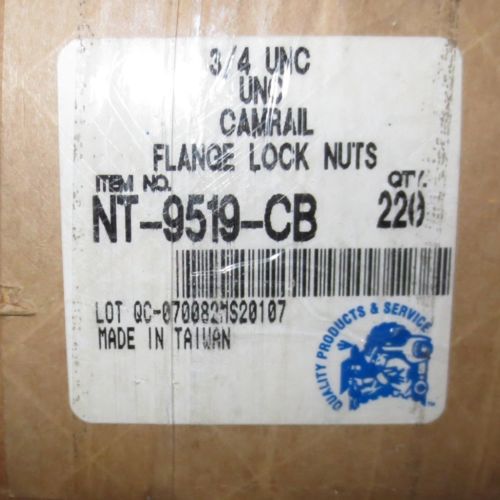 3/4 UNC
UNC
CAMRAIL
FLANGE LOCK NUTS
ITEM NO. QTY.
NT-9519-CB 220
LOT QC-070082MS20107
MADE IN TAIWAN
QUALITY PRODUCTS & SERVICE
TM